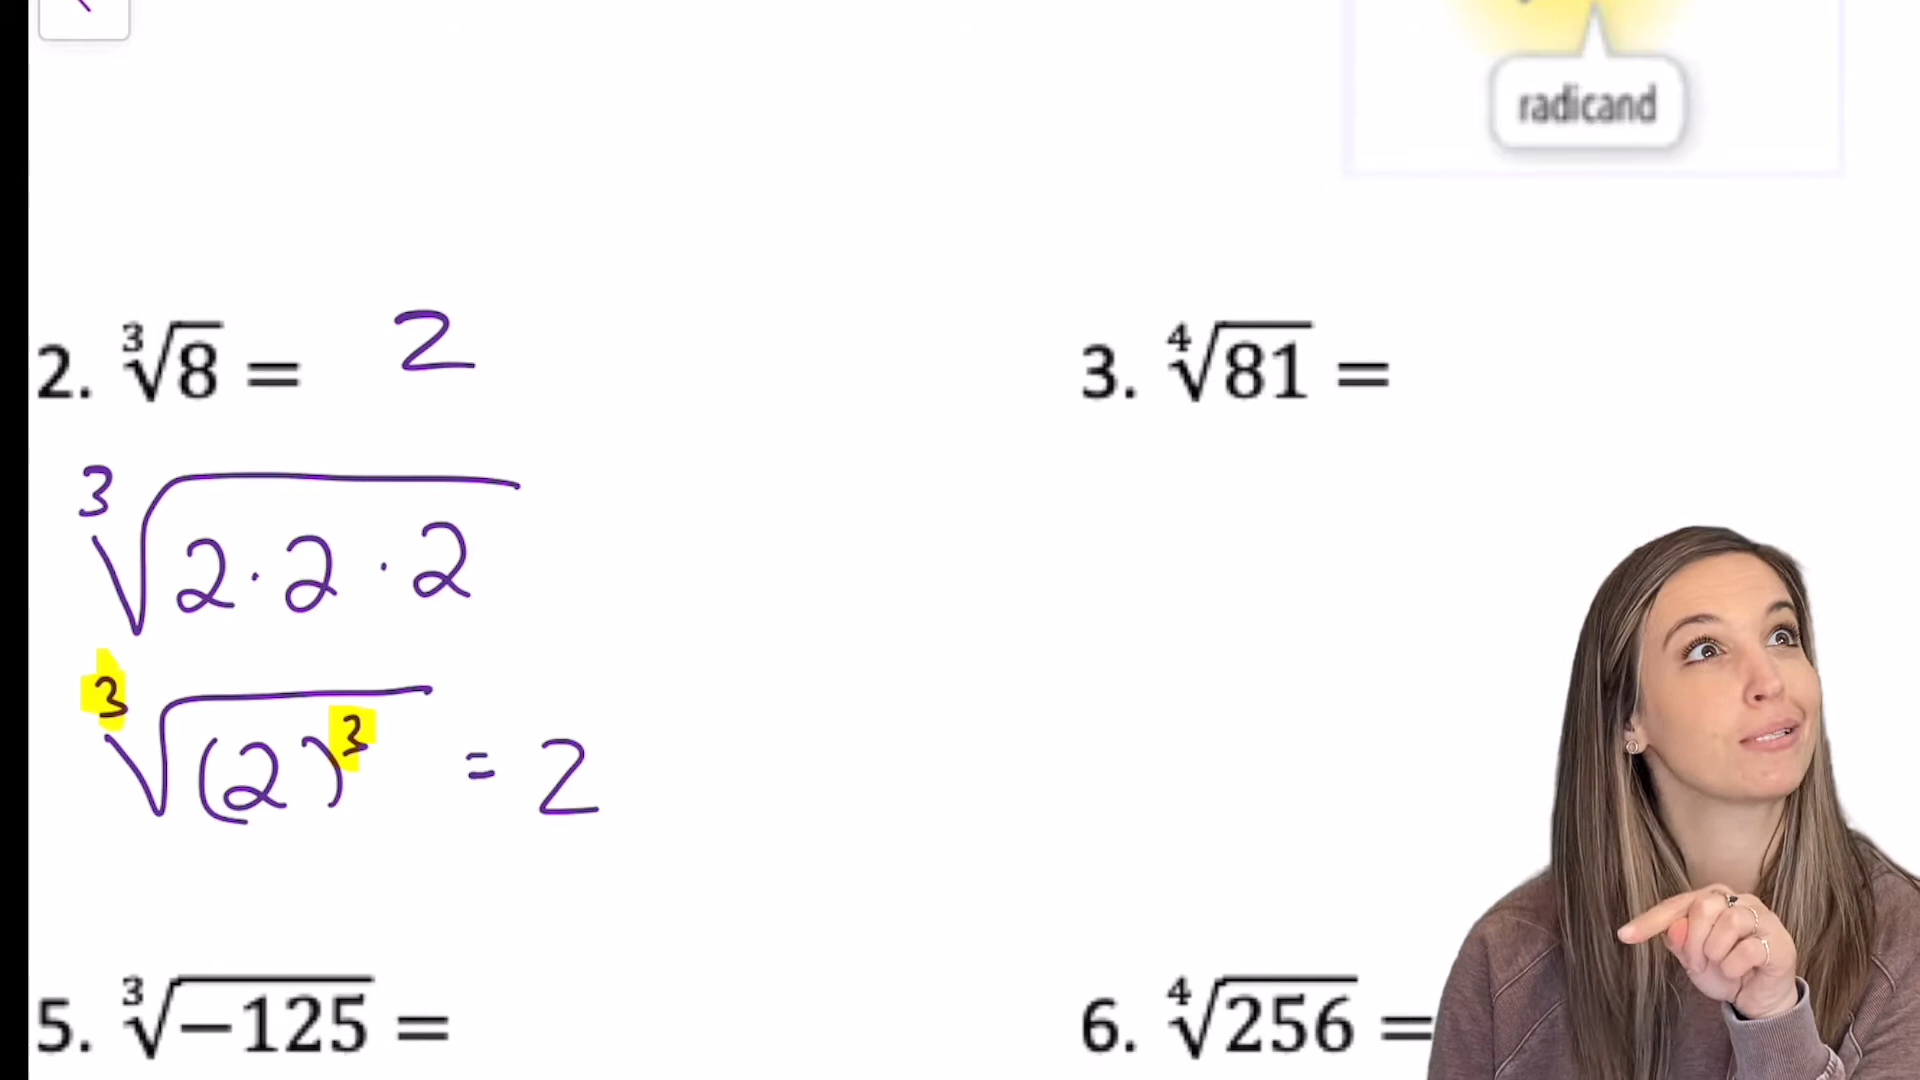 radicand
2. ∛8 = 2
3. ∜81 =
∛2·2·2
∛(2)³ = 2
5. ∛−125 =
6. ∜256 =